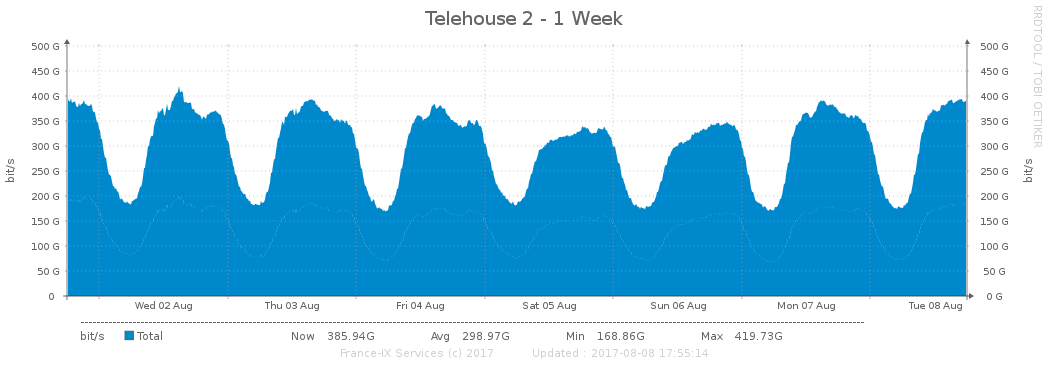 Telehouse 2 - 1 Week
RRDTOOL / TOBI OETIKER
500 G 500 G
450 G 450 G
400 G 400 G
350 G 350 G
300 G 300 G
250 G 250 G
200 G 200 G
150 G 150 G
100 G 100 G
50 G 50 G
0 0 G
bit/s bit/s
Wed 02 Aug Thu 03 Aug Fri 04 Aug Sat 05 Aug Sun 06 Aug Mon 07 Aug Tue 08 Aug
bit/s Total Now 385.94G Avg 298.97G Min 168.86G Max 419.73G
France-IX Services (c) 2017 Updated : 2017-08-08 17:55:14